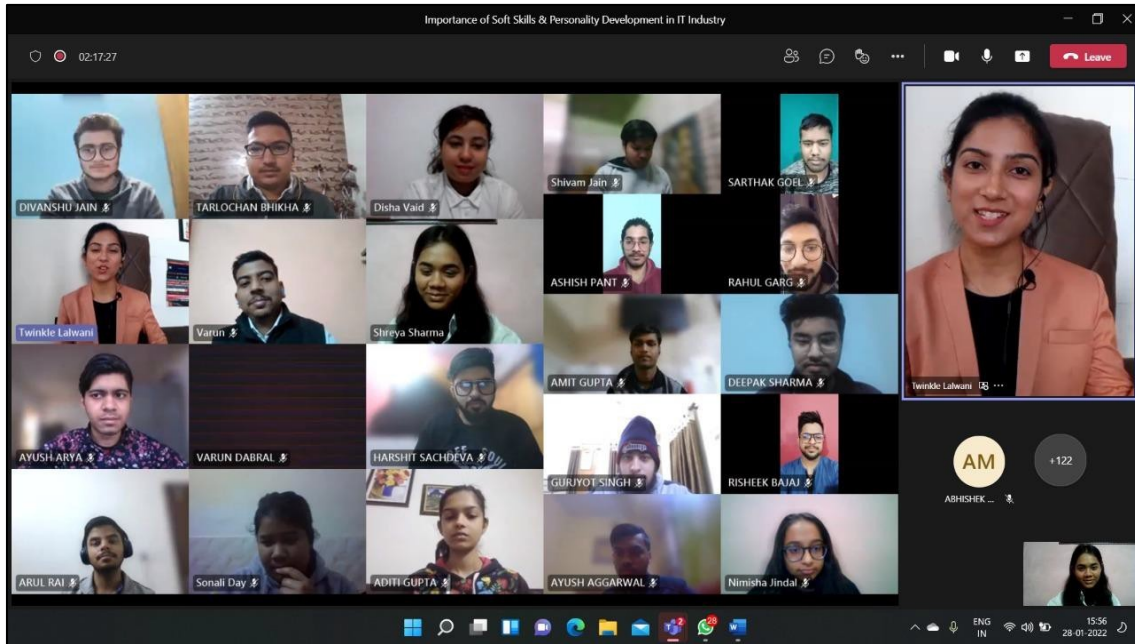 Importance of Soft Skills & Personality Development in IT Industry
02:17:27
Leave
DIVANSHU JAIN
TARLOCHAN BHIKHA
Disha Vaid
Shivam Jain
SARTHAK GOEL
ASHISH PANT
RAHUL GARG
Twinkle Lalwani
Varun
Shreya Sharma
AMIT GUPTA
DEEPAK SHARMA
Twinkle Lalwani
AYUSH ARYA
VARUN DABRAL
HARSHIT SACHDEVA
GURJYOT SINGH
RISHEEK BAJAJ
AM
+122
ABHISHEK ...
ARUL RAI
Sonali Day
ADITI GUPTA
AYUSH AGGARWAL
Nimisha Jindal
2
28
ENG
IN
15:56
28-01-2022